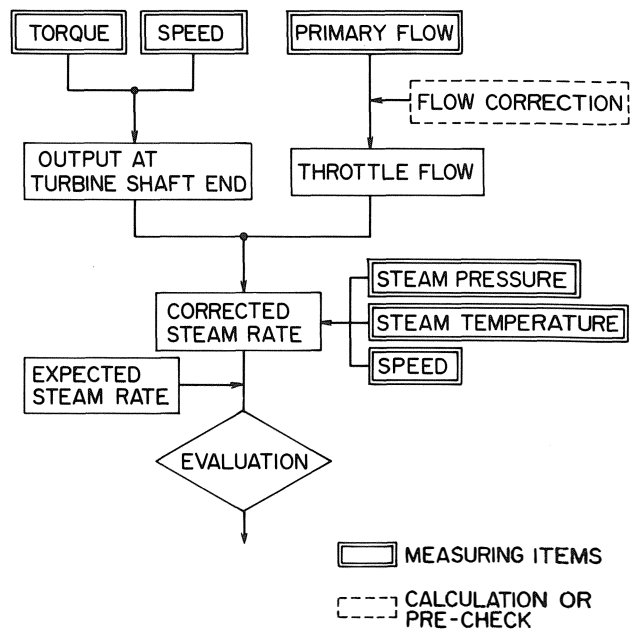 TORQUE
SPEED
PRIMARY FLOW
FLOW CORRECTION
OUTPUT AT
TURBINE SHAFT END
THROTTLE FLOW
STEAM PRESSURE
CORRECTED
STEAM RATE
STEAM TEMPERATURE
SPEED
EXPECTED
STEAM RATE
EVALUATION
MEASURING ITEMS
CALCULATION OR
PRE-CHECK